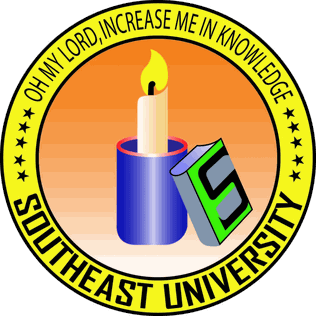 OH MY LORD, INCREASE ME IN KNOWLEDGE
SOUTHEAST UNIVERSITY